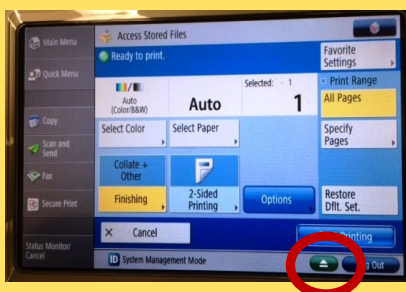 Main Menu
Quick Menu
Copy
Scan and
Send
Fax
Secure Print
Status Monitor/
Cancel
Access Stored Files
Ready to print.
Auto
(Color/B&W)
Auto
Selected: 1
1
Select Color
Select Paper
Collate +
Other
Finishing
2-Sided
Printing
Options
Cancel
ID System Management Mode
Favorite
Settings
Print Range
All Pages
Specify
Pages
Restore
Dflt. Set.
Printing
Out